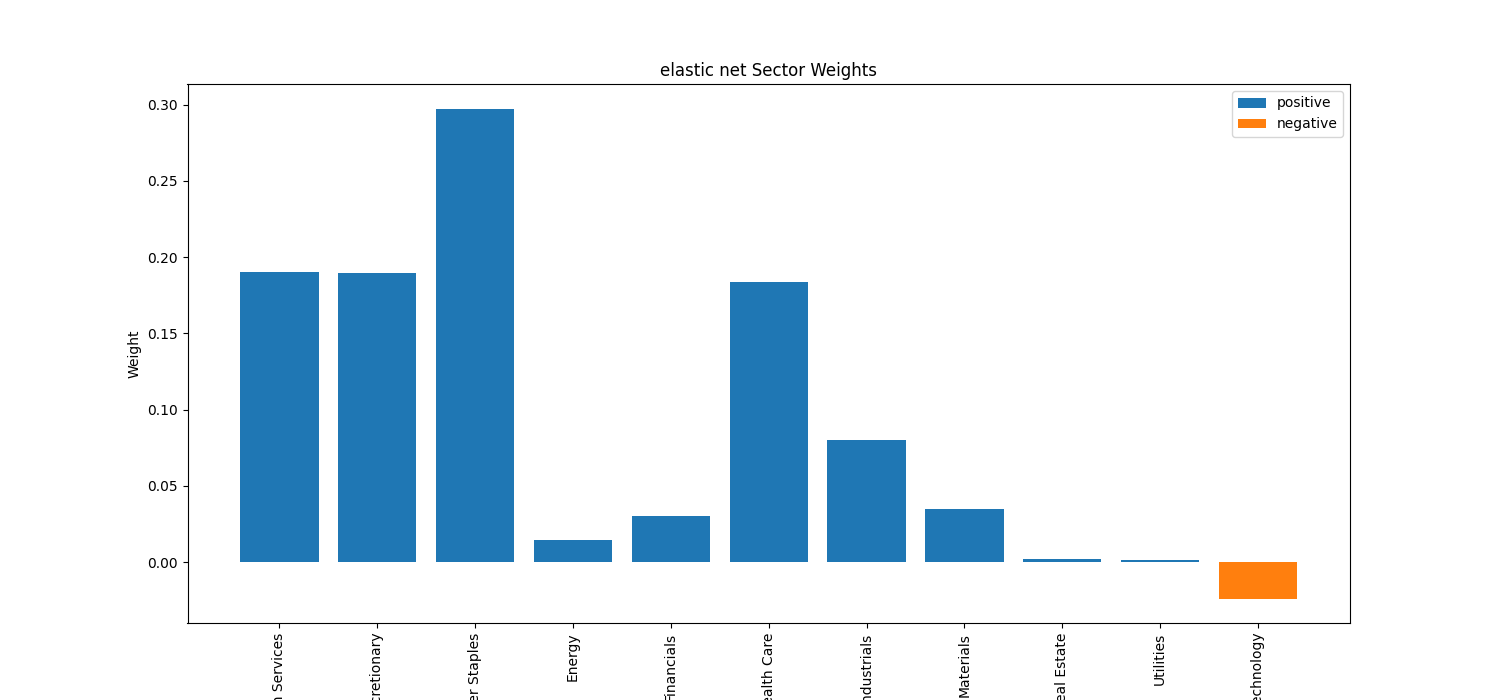 elastic net Sector Weights
positive
negative
Weight
0.30
0.25
0.20
0.15
0.10
0.05
0.00
Services
er Staples
Energy
Financials
ealth Care
ndustrials
Materials
eal Estate
Utilities
echnology
cretionary